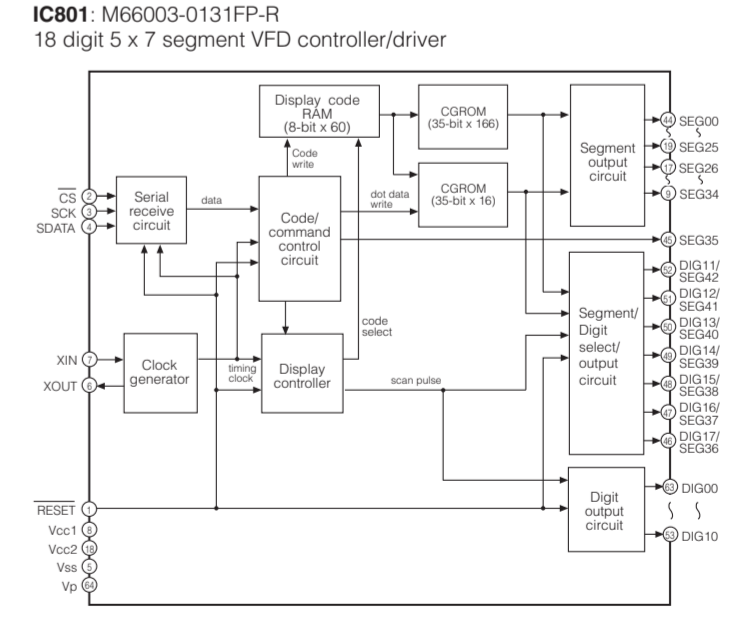 IC801: M66003-0131FP-R
18 digit 5 x 7 segment VFD controller/driver
Display code
RAM
(8-bit x 60)
CGROM
(35-bit x 166)
Segment
output
circuit
44 SEG00
19 SEG25
17 SEG26
9 SEG34
Code
write
CS 2
SCK 3
SDATA 4
Serial
receive
circuit
data
Code/
command
control
circuit
dot data
write
CGROM
(35-bit x 16)
45 SEG35
Segment/
Digit
select/
output
circuit
52 DIG11/
SEG42
51 DIG12/
SEG41
50 DIG13/
SEG40
49 DIG14/
SEG39
48 DIG15/
SEG38
47 DIG16/
SEG37
46 DIG17/
SEG36
code
select
XIN 7
XOUT 6
Clock
generator
timing
clock
Display
controller
scan pulse
RESET 1
Vcc1 8
Vcc2 18
Vss 5
Vp 64
Digit
output
circuit
63 DIG00
53 DIG10